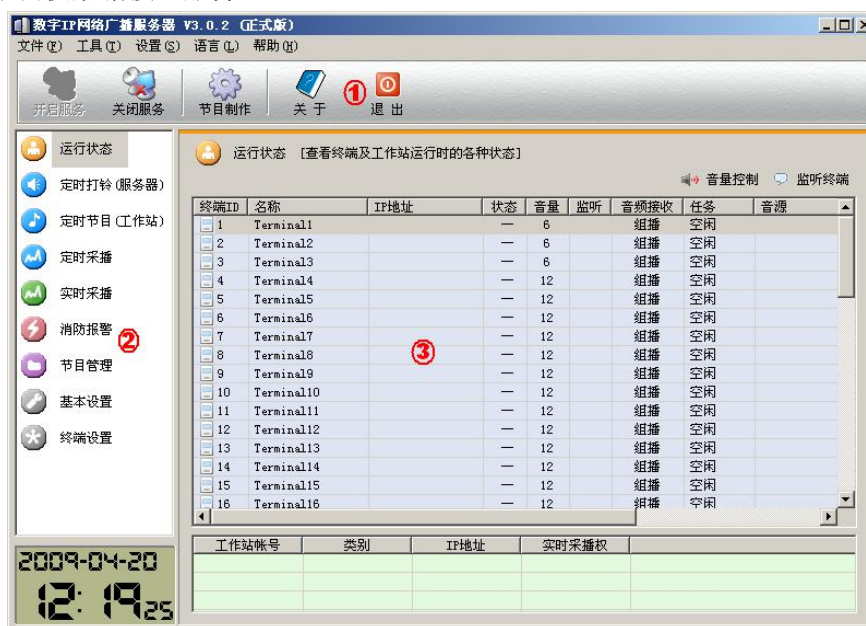 数字IP网络广播服务器 V3.0.2 (正式版)
文件(F) 工具(T) 设置(S) 语言(L) 帮助(H)
开启服务 关闭服务 节目制作 关于 ① 退出
运行状态
定时打铃(服务器)
定时节目(工作站)
定时采播
实时采播
消防报警
②
节目管理
基本设置
终端设置
2009-04-20
12:19 25
运行状态 [查看终端及工作站运行时的各种状态]
音量控制 监听终端
终端ID 名称 IP地址 状态 音量 监听 音频接收 任务 音源
1 Terminal1 — 6 组播 空闲
2 Terminal2 — 6 组播 空闲
3 Terminal3 — 6 组播 空闲
4 Terminal4 — 12 组播 空闲
5 Terminal5 — 12 组播 空闲
6 Terminal6 — 12 组播 空闲
7 Terminal7 — 12 组播 空闲
8 Terminal8 ③ — 12 组播 空闲
9 Terminal9 — 12 组播 空闲
10 Terminal10 — 12 组播 空闲
11 Terminal11 — 12 组播 空闲
12 Terminal12 — 12 组播 空闲
13 Terminal13 — 12 组播 空闲
14 Terminal14 — 12 组播 空闲
15 Terminal15 — 12 组播 空闲
16 Terminal16 — 12 组播 空闲
工作站帐号 类别 IP地址 实时采播权